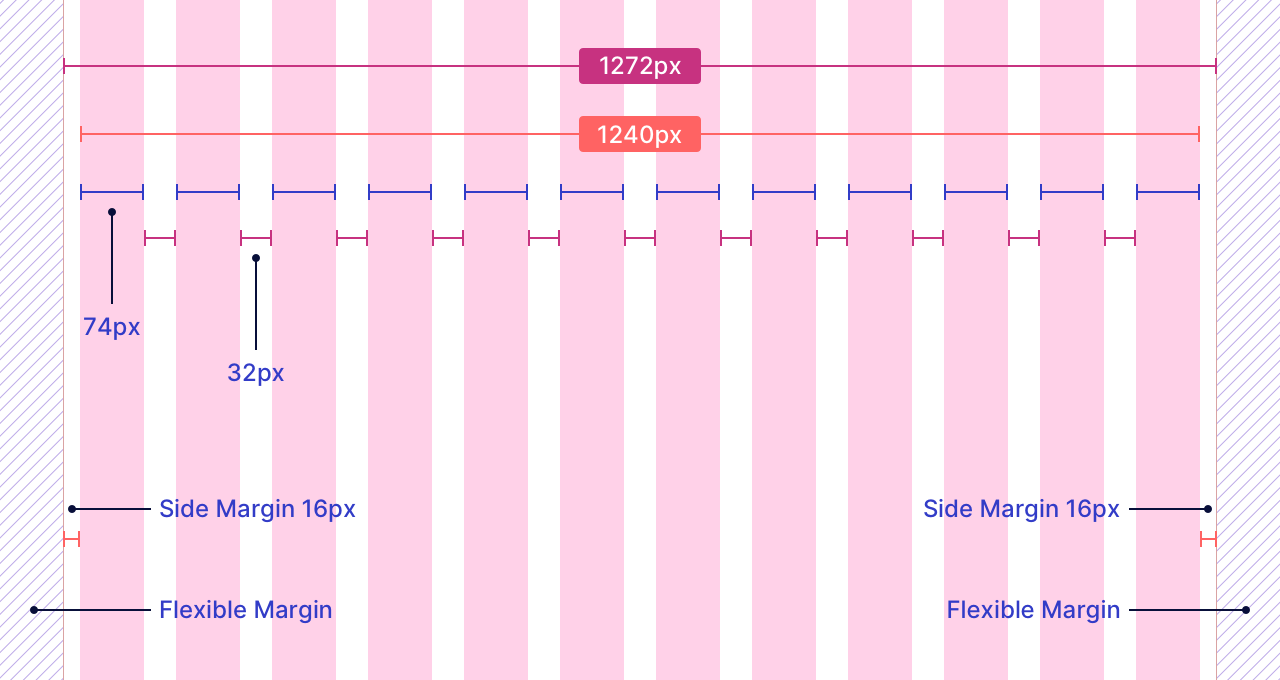 1272px
1240px
74px
32px
Side Margin 16px
Side Margin 16px
Flexible Margin
Flexible Margin